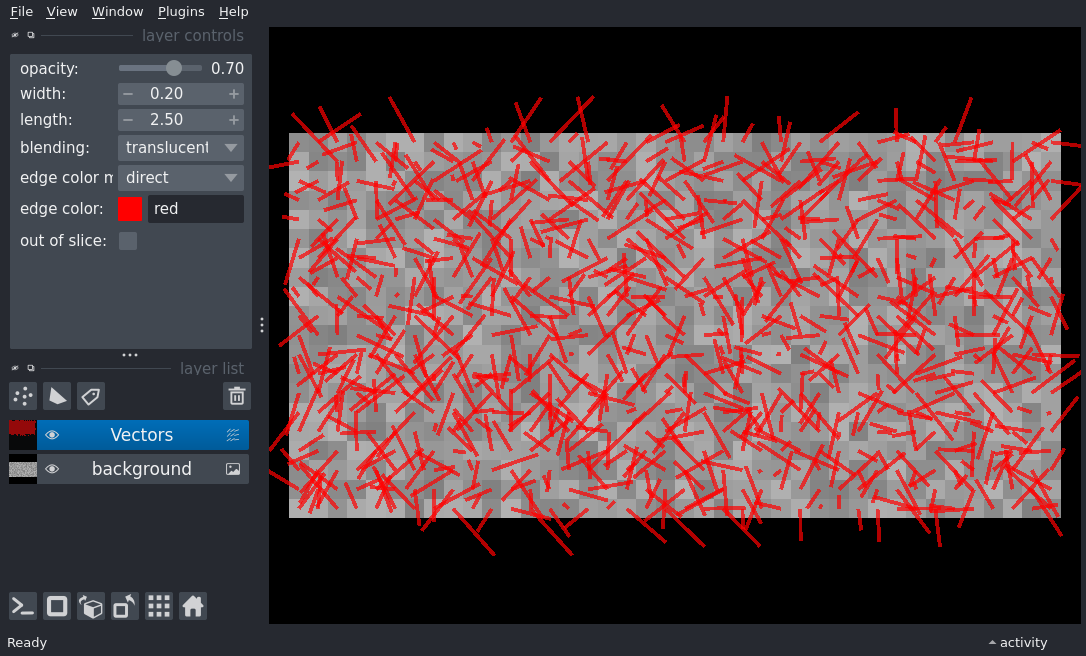 File View Window Plugins Help
layer controls
opacity: 0.70
width: 0.20
length: 2.50
blending: translucent
edge color m direct
edge color: red
out of slice:
layer list
Vectors
background
Ready
activity